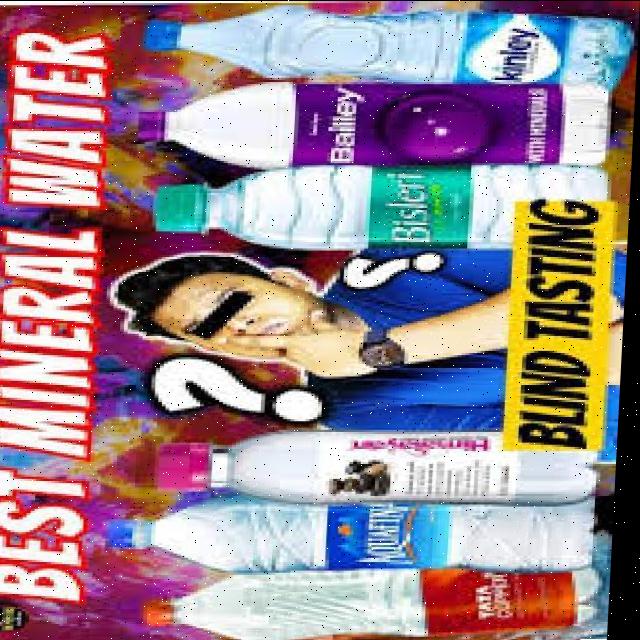 BEST MINERAL WATER
kinley
Bailley
WITH MINERALS
Bisleri
BLIND TASTING
Himalayan
AQUAFINA
TATA
COPPER